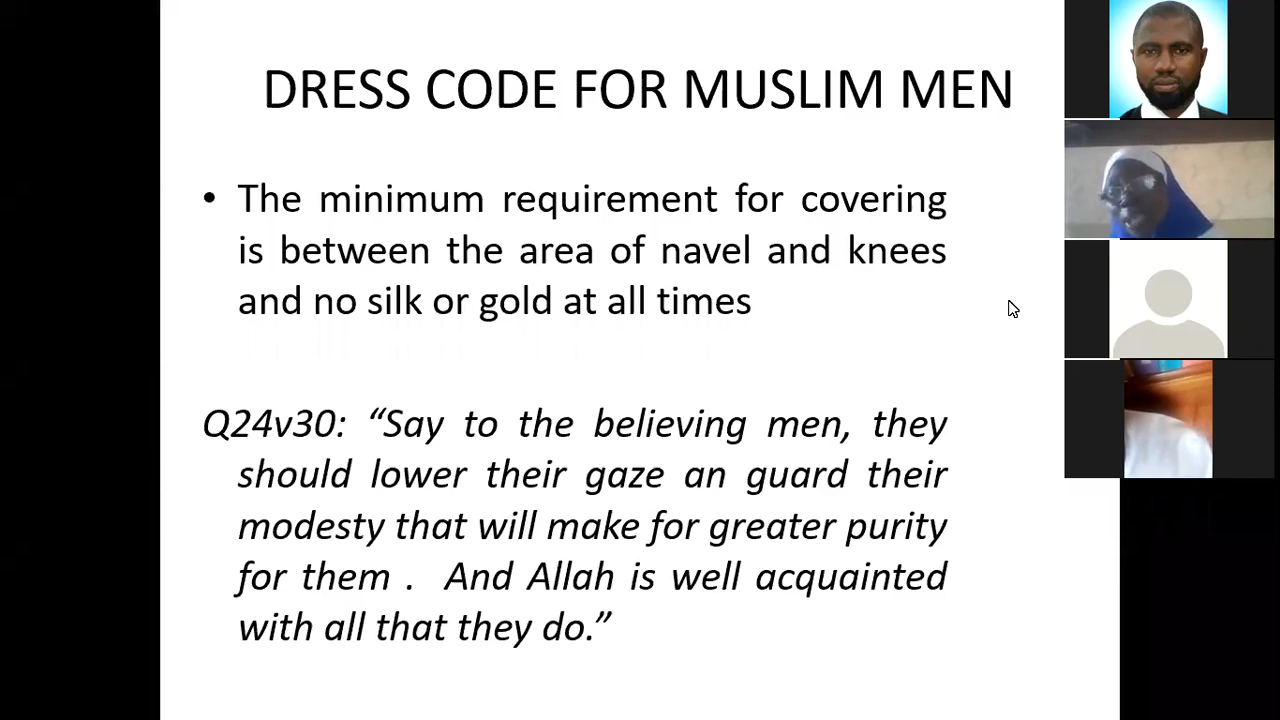 DRESS CODE FOR MUSLIM MEN
• The minimum requirement for covering
is between the area of navel and knees
and no silk or gold at all times
Q24v30: “Say to the believing men, they
should lower their gaze an guard their
modesty that will make for greater purity
for them .  And Allah is well acquainted
with all that they do.”